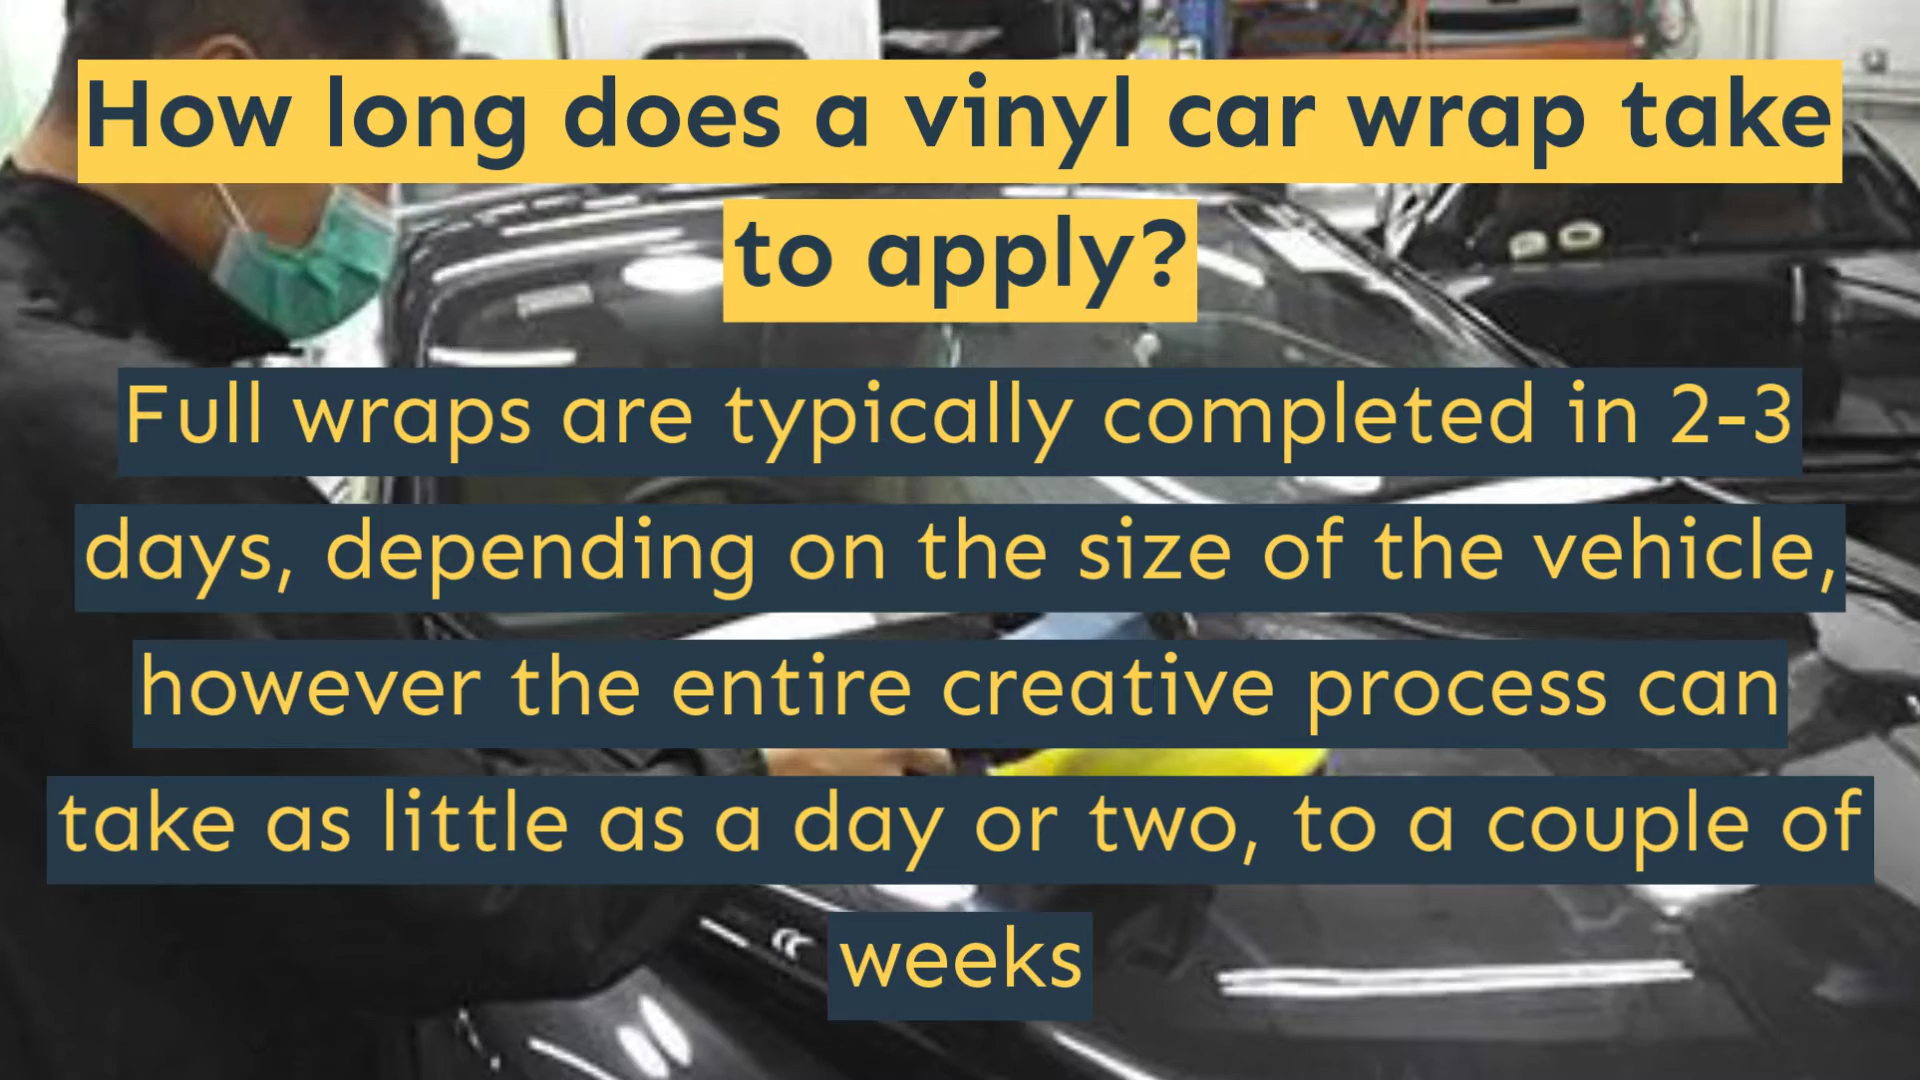 How long does a vinyl car wrap take
to apply?
Full wraps are typically completed in 2-3
days, depending on the size of the vehicle,
however the entire creative process can
take as little as a day or two, to a couple of
weeks